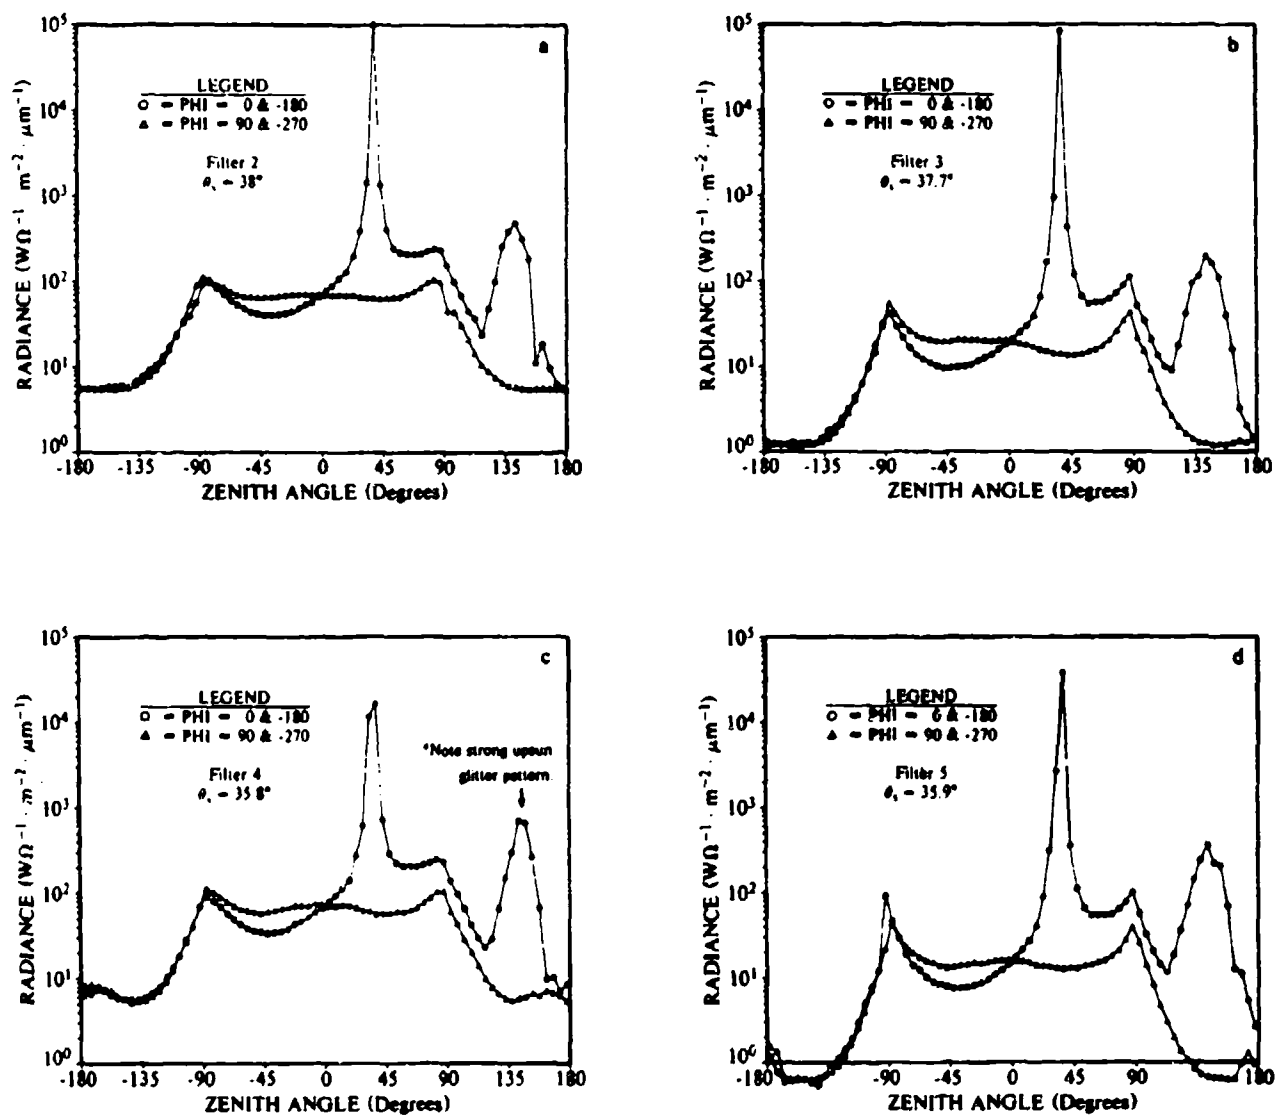 a
LEGEND
○ = PHI = 0 & -180
▲ = PHI = 90 & -270
Filter 2
θs = 38°
RADIANCE (WΩ⁻¹ m⁻² · μm⁻¹)
10⁵
10⁴
10³
10²
10¹
10⁰
-180 -135 -90 -45 0 45 90 135 180
ZENITH ANGLE (Degrees)
b
LEGEND
○ = PHI = 0 & -180
▲ = PHI = 90 & -270
Filter 3
θs = 37.7°
RADIANCE (WΩ⁻¹ · m⁻² · μm⁻¹)
10⁵
10⁴
10³
10²
10¹
10⁰
-180 -135 -90 -45 0 45 90 135 180
ZENITH ANGLE (Degrees)
c
LEGEND
○ = PHI = 0 & -180
▲ = PHI = 90 & -270
Filter 4
θs = 35.8°
*Note strong upsun
glitter pattern
RADIANCE (WΩ⁻¹ · m⁻² · μm⁻¹)
10⁵
10⁴
10³
10²
10¹
10⁰
-180 -135 -90 -45 0 45 90 135 180
ZENITH ANGLE (Degrees)
d
LEGEND
○ = PHI = 0 & -180
▲ = PHI = 90 & -270
Filter 5
θs = 35.9°
RADIANCE (WΩ⁻¹ · m⁻² · μm⁻¹)
10⁵
10⁴
10³
10²
10¹
10⁰
-180 -135 -90 -45 0 45 90 135 180
ZENITH ANGLE (Degrees)